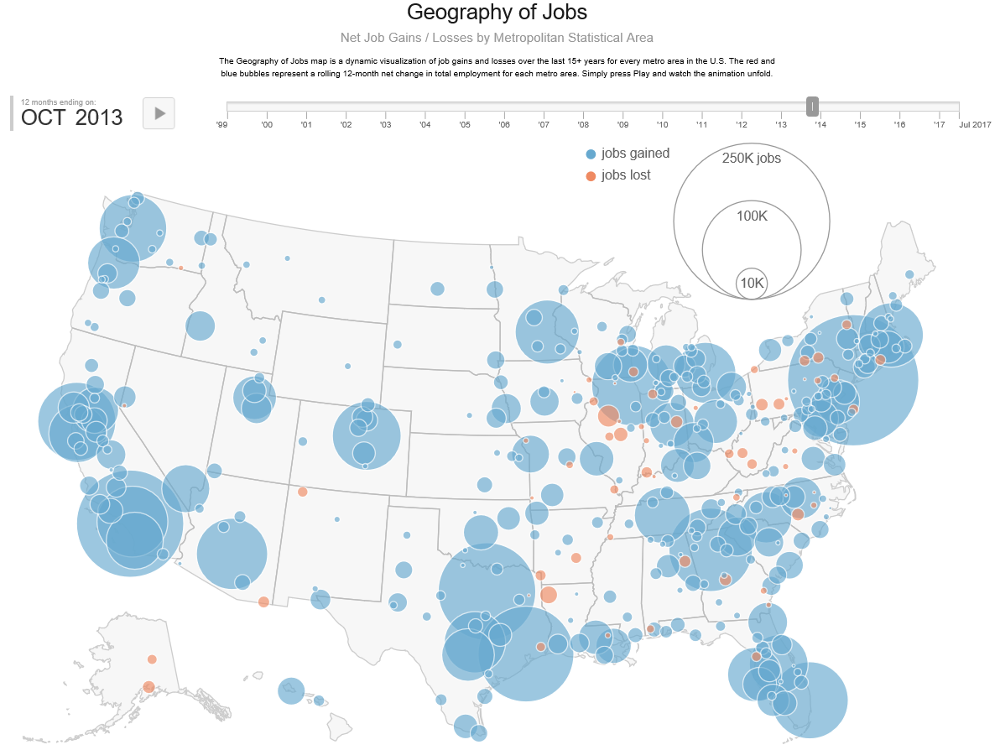 Geography of Jobs
Net Job Gains / Losses by Metropolitan Statistical Area
The Geography of Jobs map is a dynamic visualization of job gains and losses over the last 15+ years for every metro area in the U.S. The red and
blue bubbles represent a rolling 12-month net change in total employment for each metro area. Simply press Play and watch the animation unfold.
12 months ending on:
OCT 2013
'99 '00 '01 '02 '03 '04 '05 '06 '07 '08 '09 '10 '11 '12 '13 '14 '15 '16 '17 Jul 2017
jobs gained
jobs lost
250K jobs
100K
10K